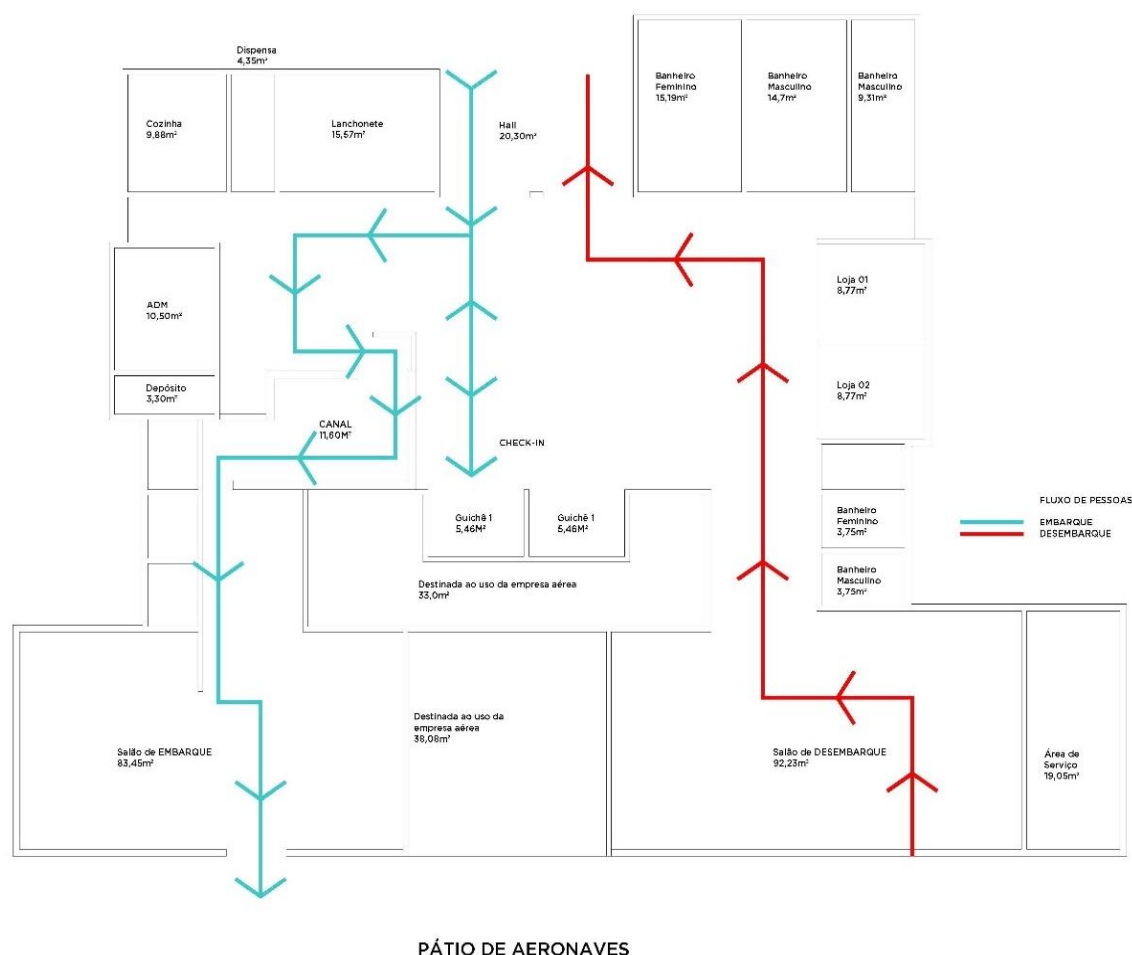 Dispensa
4,35m²
Cozinha
9,88m²
Lanchonete
15,57m²
Hall
20,30m²
Banheiro
Feminino
15,19m²
Banheiro
Masculino
14,7m²
Banheiro
Masculino
9,31m²
ADM
10,50m²
Depósito
3,30m²
Loja 01
8,77m²
Loja 02
8,77m²
CANAL
11,60M²
CHECK-IN
Guichê 1
5,46M²
Guichê 1
5,46M²
Banheiro
Feminino
3,75m²
Banheiro
Masculino
3,75m²
FLUXO DE PESSOAS
EMBARQUE
DESEMBARQUE
Destinada ao uso da empresa aérea
33,0m²
Destinada ao uso da
empresa aérea
38,08m²
Salão de EMBARQUE
83,45m²
Salão de DESEMBARQUE
92,23m²
Área de
Serviço
19,05m²
PÁTIO DE AERONAVES